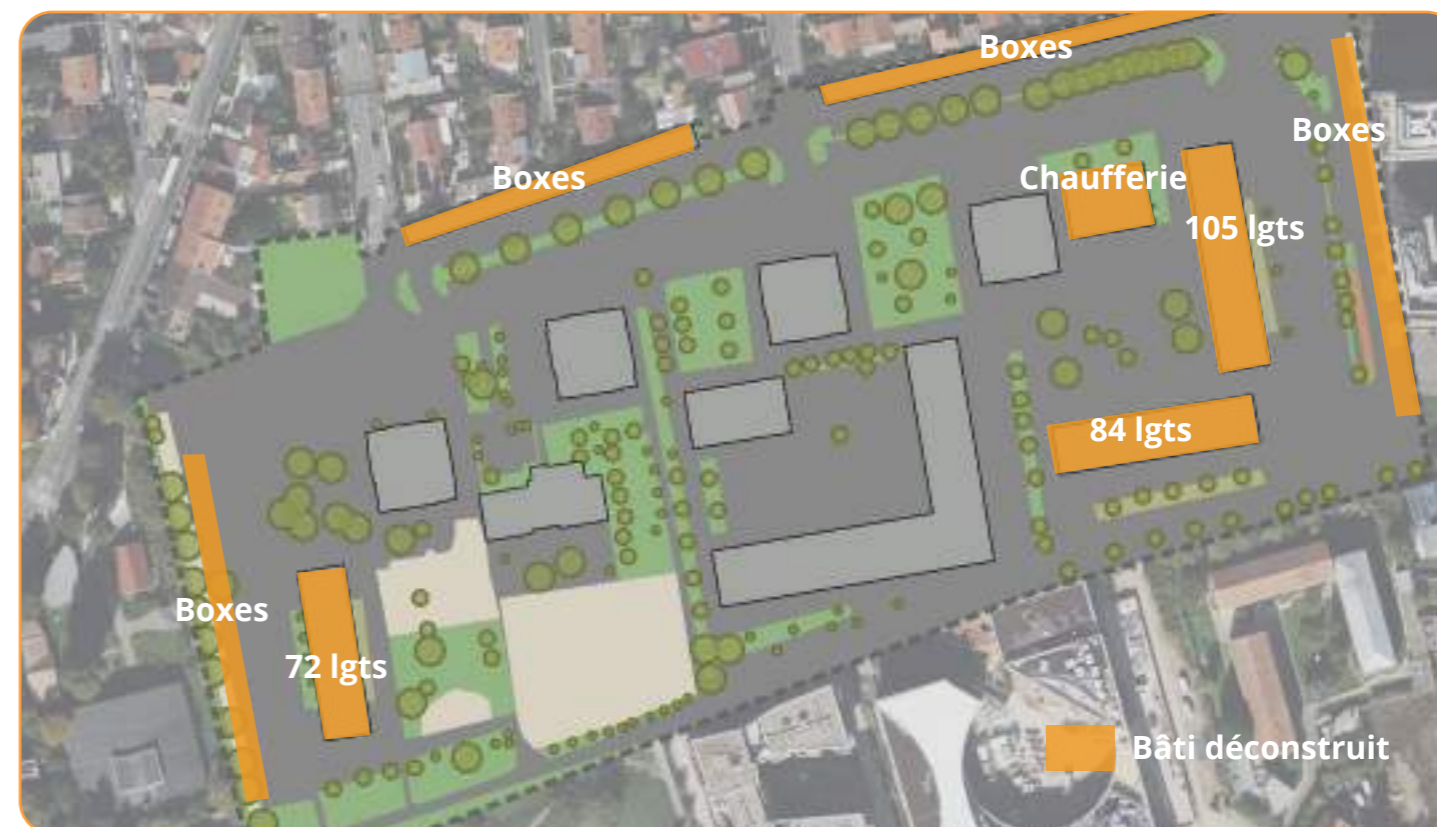 Boxes
Boxes
Boxes
Chaufferie
105 lgts
84 lgts
Boxes
72 lgts
Bâti déconstruit